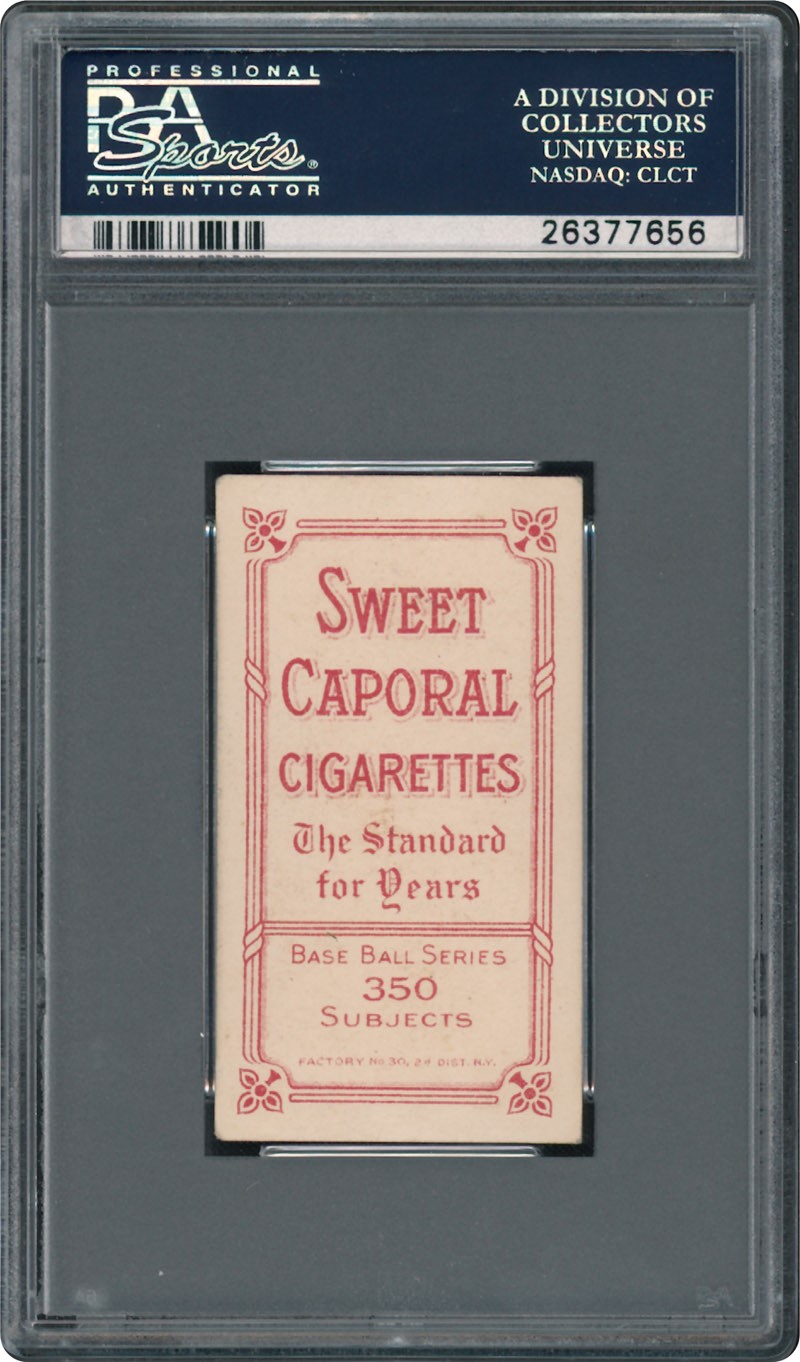 PROFESSIONAL
PSA
Sports®
AUTHENTICATOR
A DIVISION OF
COLLECTORS
UNIVERSE
NASDAQ: CLCT
26377656
SWEET
CAPORAL
CIGARETTES
The Standard
for Years
BASE BALL SERIES
350
SUBJECTS
FACTORY No 30, 2d DIST. N.Y.